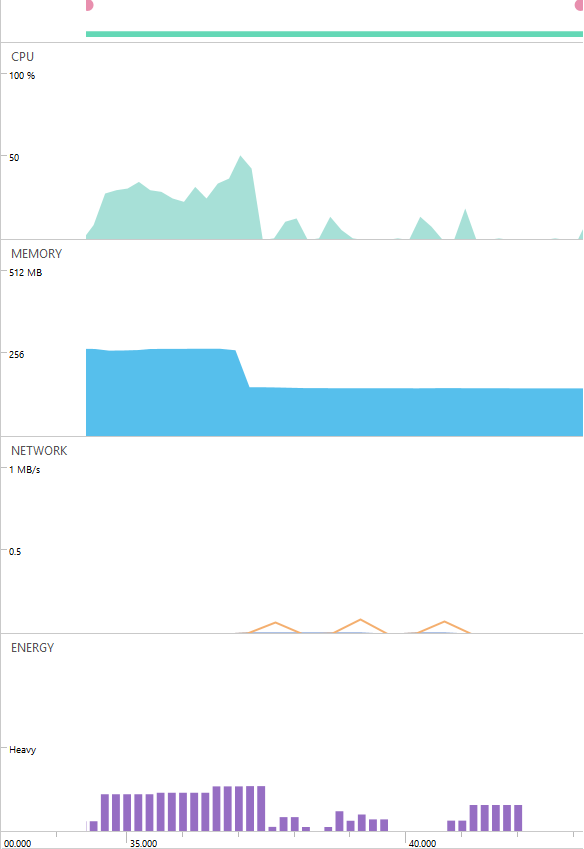 CPU
100 %
50
MEMORY
512 MB
256
NETWORK
1 MB/s
0.5
ENERGY
Heavy
00.000 35.000 40.000